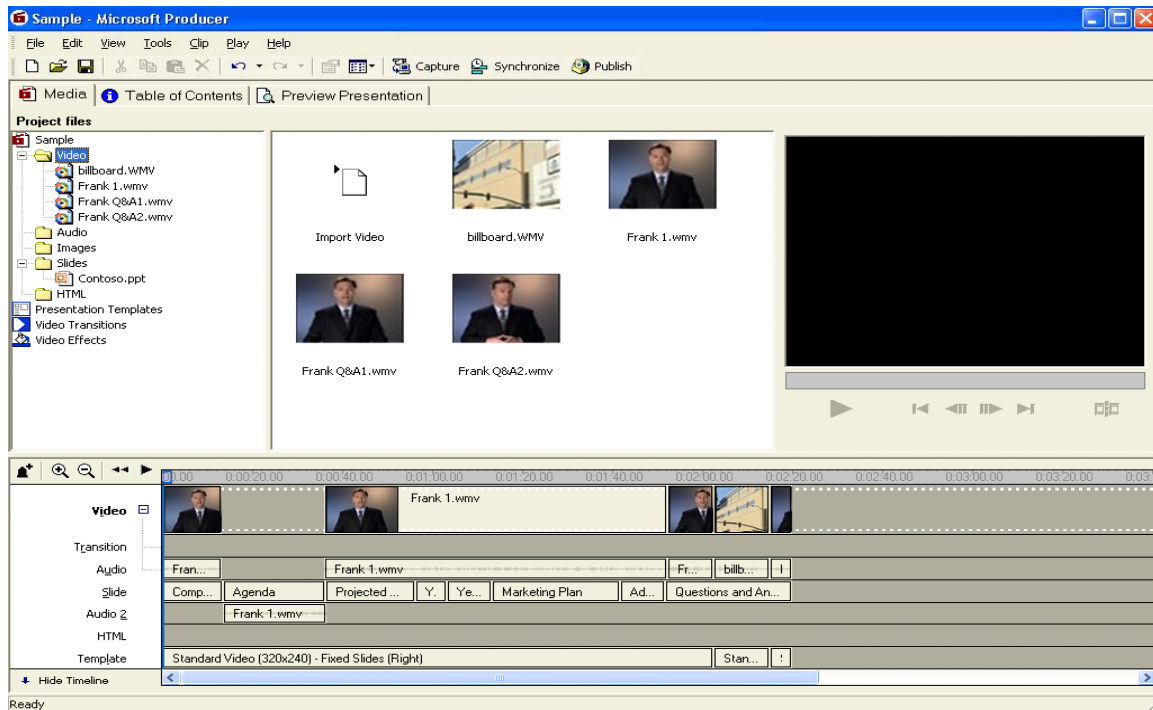 Sample - Microsoft Producer
File Edit View Tools Clip Play Help
Capture Synchronize Publish
Media Table of Contents Preview Presentation
Project files
Sample
Video
billboard.WMV
Frank 1.wmv
Frank Q&A1.wmv
Frank Q&A2.wmv
Audio
Images
Slides
Contoso.ppt
HTML
Presentation Templates
Video Transitions
Video Effects
Import Video billboard.WMV Frank 1.wmv
Frank Q&A1.wmv Frank Q&A2.wmv
0:00:20.00 0:00:40.00 0:01:00.00 0:01:20.00 0:01:40.00 0:02:00.00 0:02:20.00 0:02:40.00 0:03:00.00 0:03:20.00
Video Frank 1.wmv
Transition
Audio Fran... Frank 1.wmv Fr... billb...
Slide Comp... Agenda Projected ... Y. Ye... Marketing Plan Ad... Questions and An...
Audio 2 Frank 1.wmv
HTML
Template Standard Video (320x240) - Fixed Slides (Right) Stan...
Hide Timeline
Ready